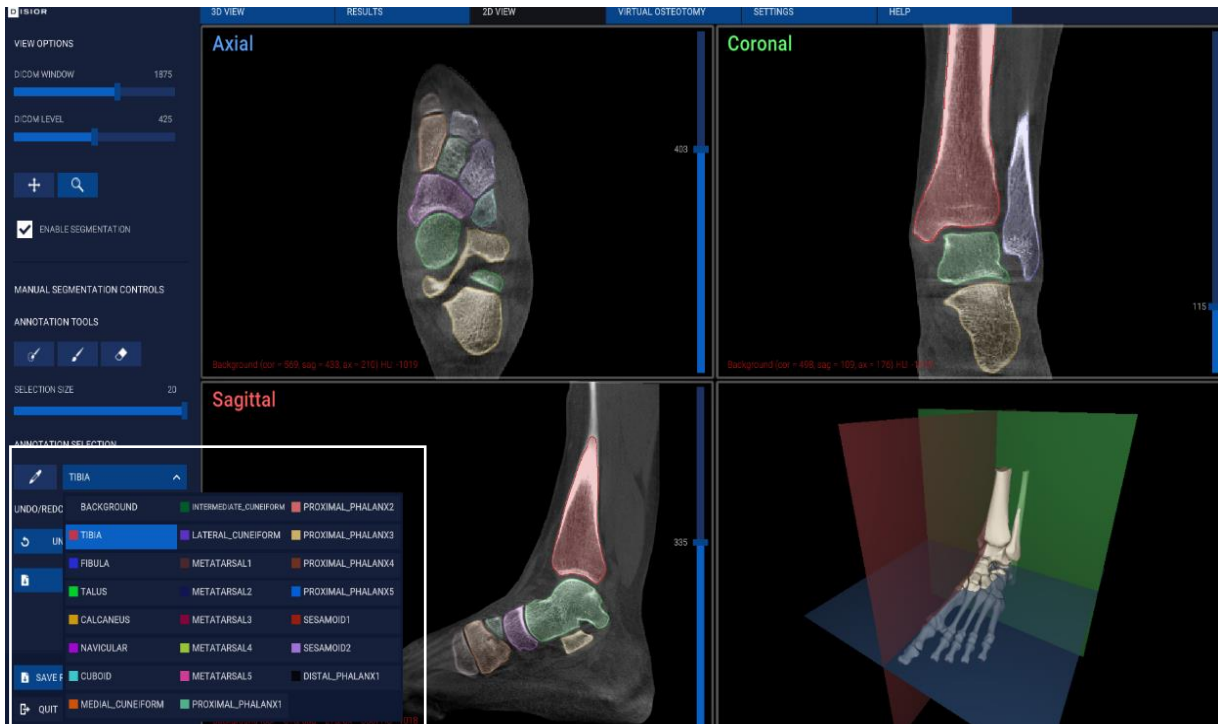 DISIOR
3D VIEW
RESULTS
2D VIEW
VIRTUAL OSTEOTOMY
SETTINGS
HELP
VIEW OPTIONS
DICOM WINDOW 1875
DICOM LEVEL 425
ENABLE SEGMENTATION
MANUAL SEGMENTATION CONTROLS
ANNOTATION TOOLS
SELECTION SIZE 20
ANNOTATION SELECTION
TIBIA
UNDO/REDO
UN
SAVE
QUIT
BACKGROUND
TIBIA
FIBULA
TALUS
CALCANEUS
NAVICULAR
CUBOID
MEDIAL_CUNEIFORM
INTERMEDIATE_CUNEIFORM
LATERAL_CUNEIFORM
METATARSAL1
METATARSAL2
METATARSAL3
METATARSAL4
METATARSAL5
PROXIMAL_PHALANX1
PROXIMAL_PHALANX2
PROXIMAL_PHALANX3
PROXIMAL_PHALANX4
PROXIMAL_PHALANX5
SESAMOID1
SESAMOID2
DISTAL_PHALANX1
Axial
403
Background (cor = 569, sag = 433, ax = 210) HU: -1019
Coronal
115
Sagittal
335